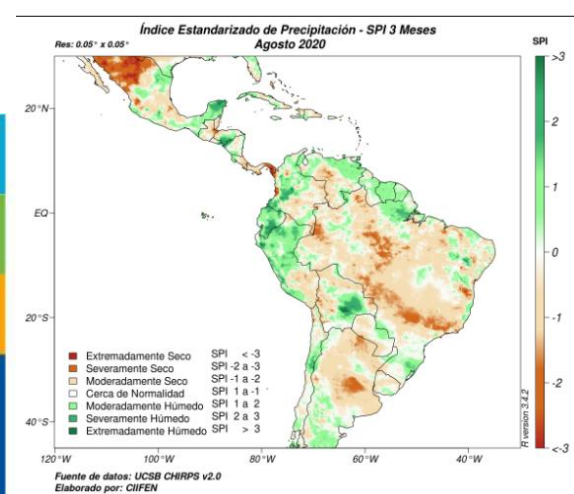 Índice Estandarizado de Precipitación - SPI 3 Meses
Res: 0.05° x 0.05°
Agosto 2020
SPI
>3
2
1
0
-1
-2
<-3
20°N
EQ
20°S
40°S
Extremadamente Seco SPI < -3
Severamente Seco SPI -2 a -3
Moderadamente Seco SPI -1 a -2
Cerca de Normalidad SPI 1 a -1
Moderadamente Húmedo SPI 1 a 2
Severamente Húmedo SPI 2 a 3
Extremadamente Húmedo SPI > 3
R version 3.4.2
120°W 100°W 80°W 60°W 40°W
Fuente de datos: UCSB CHIRPS v2.0
Elaborado por: CIIFEN